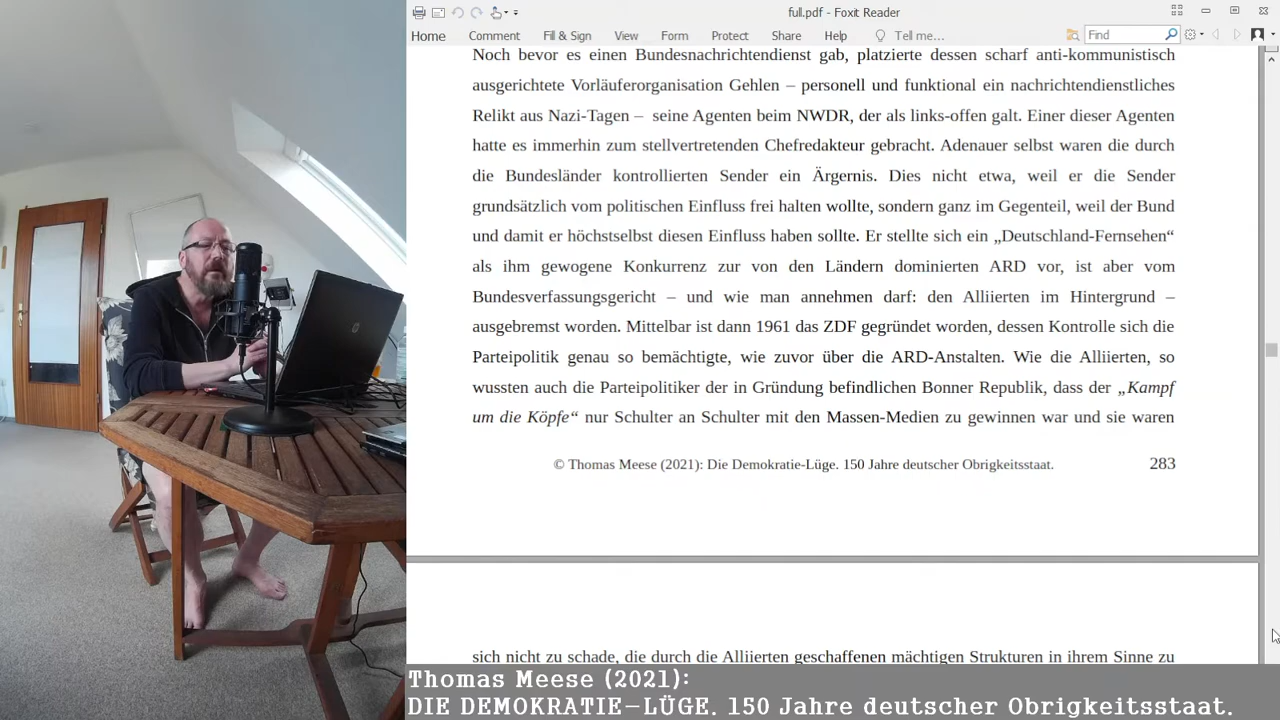 full.pdf - Foxit Reader
Home Comment Fill & Sign View Form Protect Share Help Tell me… Find
Noch bevor es einen Bundesnachrichtendienst gab, platzierte dessen scharf anti-kommunistisch
ausgerichtete Vorläuferorganisation Gehlen – personell und funktional ein nachrichtendienstliches
Relikt aus Nazi-Tagen – seine Agenten beim NWDR, der als links-offen galt. Einer dieser Agenten
hatte es immerhin zum stellvertretenden Chefredakteur gebracht. Adenauer selbst waren die durch
die Bundesländer kontrollierten Sender ein Ärgernis. Dies nicht etwa, weil er die Sender
grundsätzlich vom politischen Einfluss frei halten wollte, sondern ganz im Gegenteil, weil der Bund
und damit er höchstselbst diesen Einfluss haben sollte. Er stellte sich ein „Deutschland-Fernsehen“
als ihm gewogene Konkurrenz zur von den Ländern dominierten ARD vor, ist aber vom
Bundesverfassungsgericht – und wie man annehmen darf: den Alliierten im Hintergrund –
ausgebremst worden. Mittelbar ist dann 1961 das ZDF gegründet worden, dessen Kontrolle sich die
Parteipolitik genau so bemächtigte, wie zuvor über die ARD-Anstalten. Wie die Alliierten, so
wussten auch die Parteipolitiker der in Gründung befindlichen Bonner Republik, dass der „Kampf
um die Köpfe“ nur Schulter an Schulter mit den Massen-Medien zu gewinnen war und sie waren
© Thomas Meese (2021): Die Demokratie-Lüge. 150 Jahre deutscher Obrigkeitsstaat. 283
sich nicht zu schade, die durch die Alliierten geschaffenen mächtigen Strukturen in ihrem Sinne zu
Thomas Meese (2021):
DIE DEMOKRATIE-LÜGE. 150 Jahre deutscher Obrigkeitsstaat.